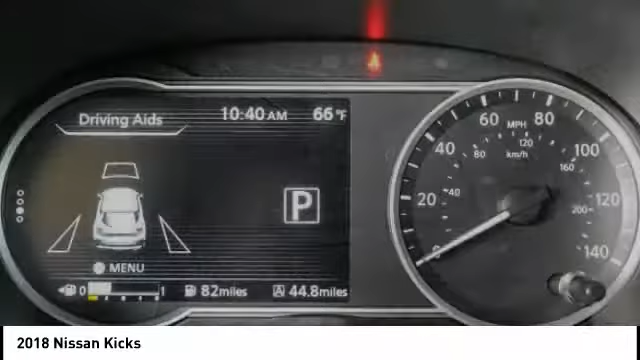 Driving Aids
10:40 AM
66°F
P
MENU
0 1
82miles
A 44.8miles
0 20 40 60 80 100 120 140
MPH
40 80 120 160 200
km/h
2018 Nissan Kicks